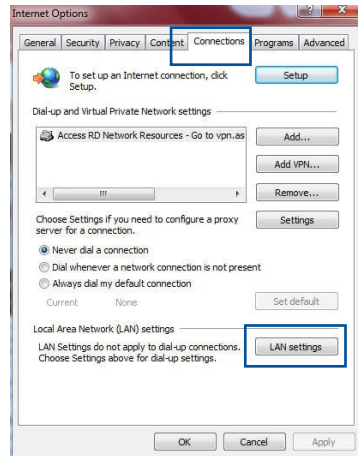 Internet Options
General Security Privacy Content Connections Programs Advanced
To set up an Internet connection, click Setup.
Setup
Dial-up and Virtual Private Network settings
Access RD Network Resources - Go to vpn.as
Add...
Add VPN...
Remove...
Choose Settings if you need to configure a proxy
server for a connection.
Settings
Never dial a connection
Dial whenever a network connection is not present
Always dial my default connection
Current None
Set default
Local Area Network (LAN) settings
LAN Settings do not apply to dial-up connections.
Choose Settings above for dial-up settings.
LAN settings
OK Cancel Apply